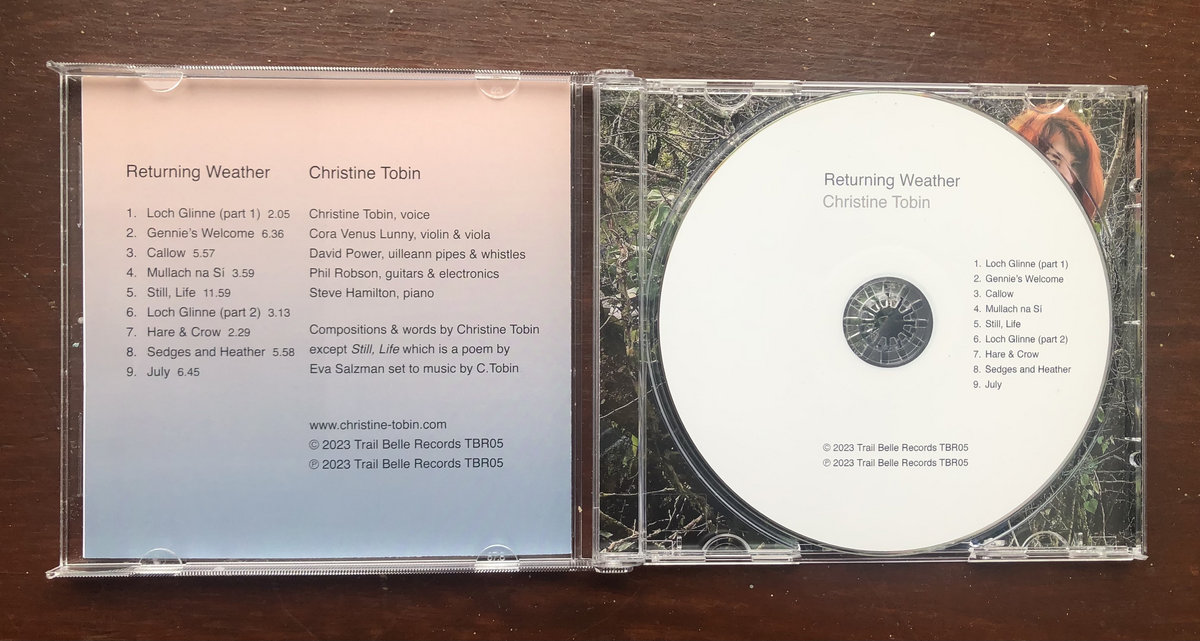 Returning Weather
1. Loch Glinne (part 1) 2.05
2. Gennie's Welcome 6.36
3. Callow 5.57
4. Mullach na Sí 3.59
5. Still, Life 11.59
6. Loch Glinne (part 2) 3.13
7. Hare & Crow 2.29
8. Sedges and Heather 5.58
9. July 6.45
Christine Tobin
Christine Tobin, voice
Cora Venus Lunny, violin & viola
David Power, uilleann pipes & whistles
Phil Robson, guitars & electronics
Steve Hamilton, piano
Compositions & words by Christine Tobin
except Still, Life which is a poem by
Eva Salzman set to music by C.Tobin
www.christine-tobin.com
© 2023 Trail Belle Records TBR05
℗ 2023 Trail Belle Records TBR05
Returning Weather
Christine Tobin
1. Loch Glinne (part 1)
2. Gennie's Welcome
3. Callow
4. Mullach na Sí
5. Still, Life
6. Loch Glinne (part 2)
7. Hare & Crow
8. Sedges and Heather
9. July
© 2023 Trail Belle Records TBR05
℗ 2023 Trail Belle Records TBR05